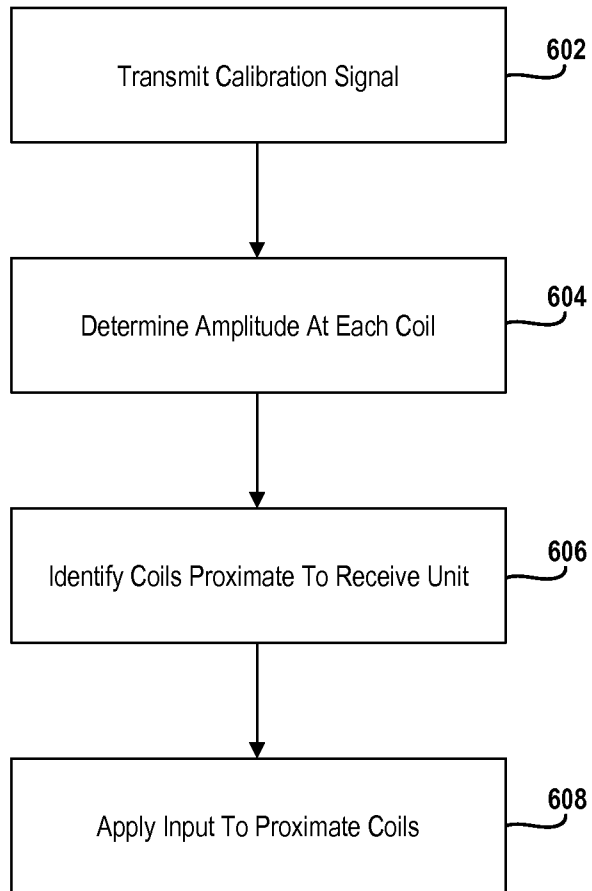 Transmit Calibration Signal
602
Determine Amplitude At Each Coil
604
Identify Coils Proximate To Receive Unit
606
Apply Input To Proximate Coils
608